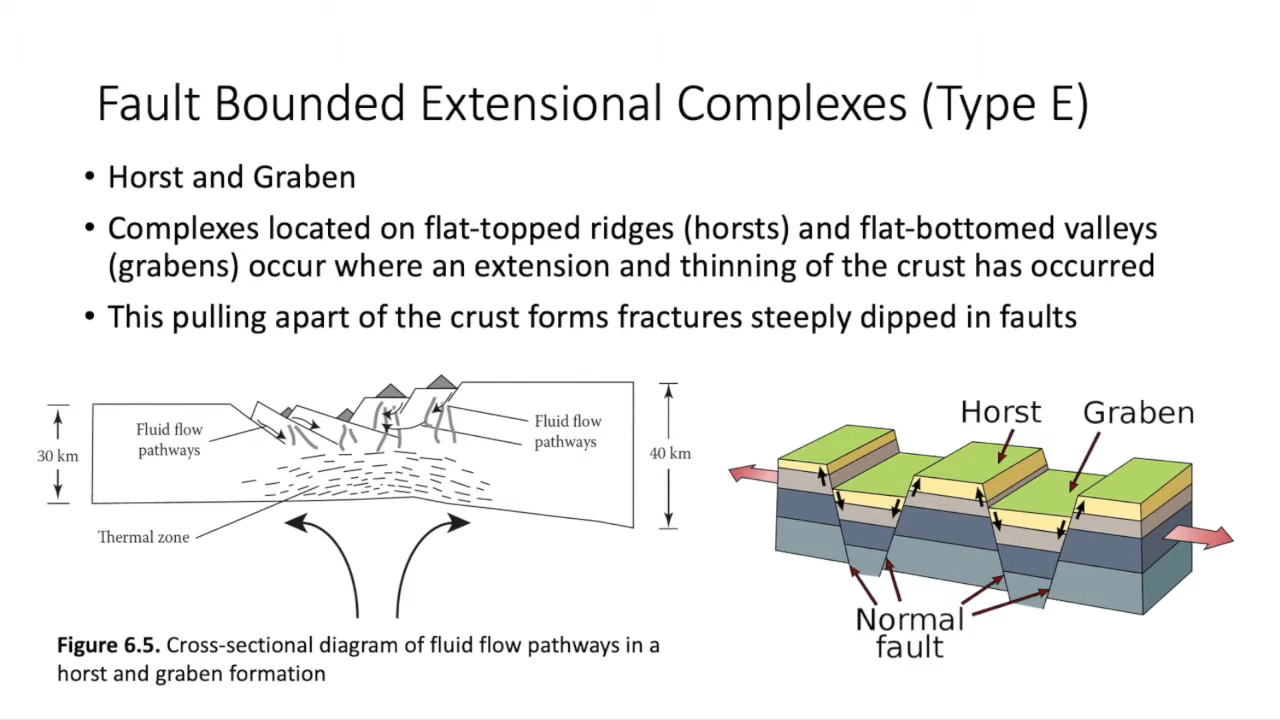 Fault Bounded Extensional Complexes (Type E)
• Horst and Graben
• Complexes located on flat-topped ridges (horsts) and flat-bottomed valleys
(grabens) occur where an extension and thinning of the crust has occurred
• This pulling apart of the crust forms fractures steeply dipped in faults
30 km
Fluid flow
pathways
Thermal zone
Fluid flow
pathways
40 km
Figure 6.5. Cross-sectional diagram of fluid flow pathways in a
horst and graben formation
Horst
Graben
Normal
fault